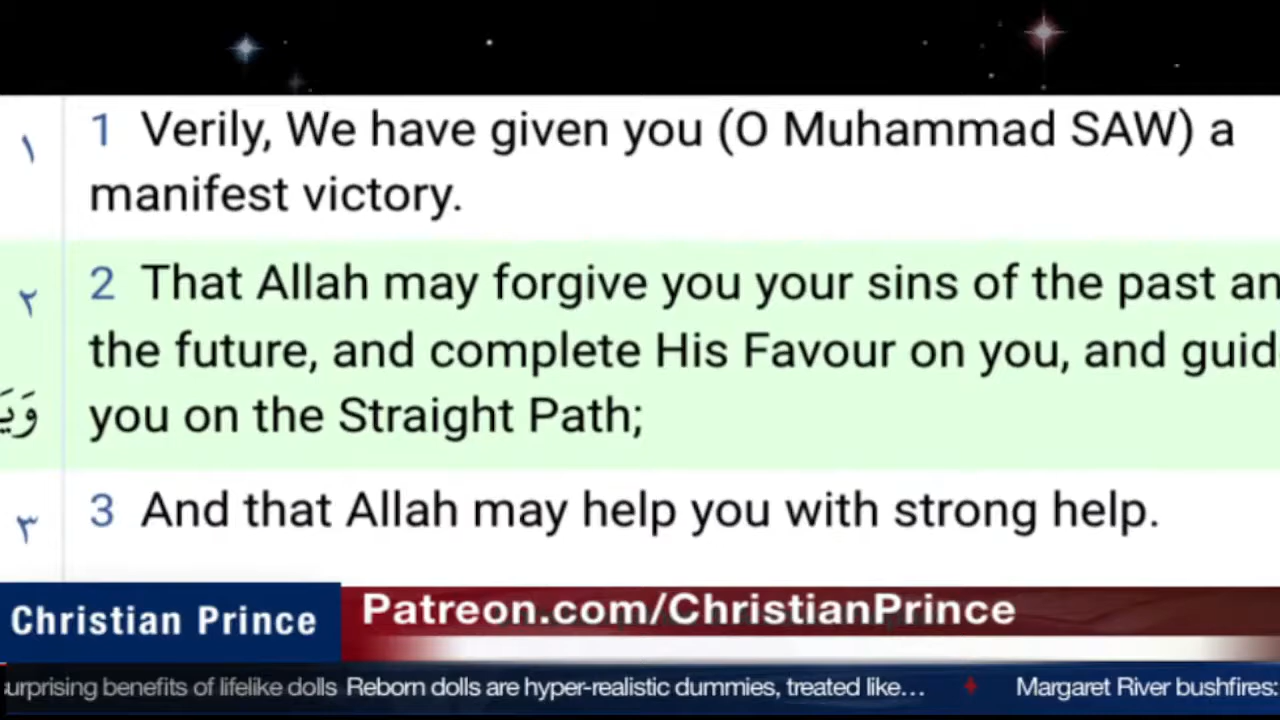 ١
1 Verily, We have given you (O Muhammad SAW) a
manifest victory.
٢
2 That Allah may forgive you your sins of the past an
the future, and complete His Favour on you, and guid
you on the Straight Path;
٣
3 And that Allah may help you with strong help.
Christian Prince
Patreon.com/ChristianPrince
surprising benefits of lifelike dolls Reborn dolls are hyper-realistic dummies, treated like... Margaret River bushfires: